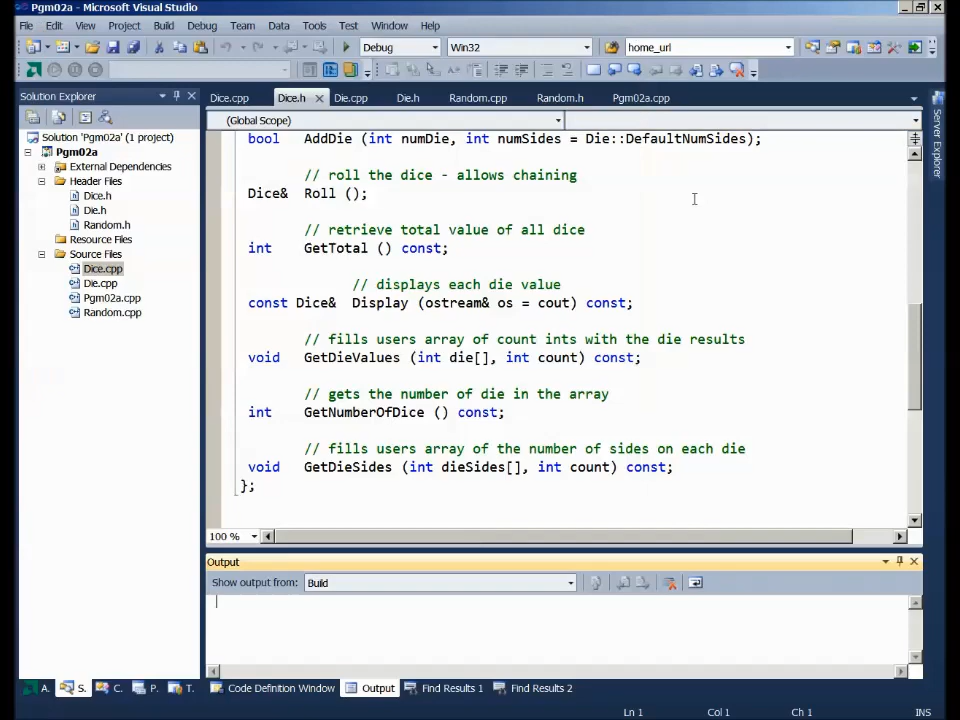 Pgm02a - Microsoft Visual Studio
File Edit View Project Build Debug Team Data Tools Test Window Help
Debug Win32 home_url
Solution Explorer
Dice.cpp Dice.h Die.cpp Die.h Random.cpp Random.h Pgm02a.cpp
(Global Scope)
Server Explorer
Solution 'Pgm02a' (1 project)
Pgm02a
External Dependencies
Header Files
Dice.h
Die.h
Random.h
Resource Files
Source Files
Dice.cpp
Die.cpp
Pgm02a.cpp
Random.cpp
bool AddDie (int numDie, int numSides = Die::DefaultNumSides);
// roll the dice - allows chaining
Dice& Roll ();
// retrieve total value of all dice
int GetTotal () const;
// displays each die value
const Dice& Display (ostream& os = cout) const;
// fills users array of count ints with the die results
void GetDieValues (int die[], int count) const;
// gets the number of die in the array
int GetNumberOfDice () const;
// fills users array of the number of sides on each die
void GetDieSides (int dieSides[], int count) const;
};
100 %
Output
Show output from: Build
A. S. C. P. T. Code Definition Window Output Find Results 1 Find Results 2
Ln 1 Col 1 Ch 1 INS